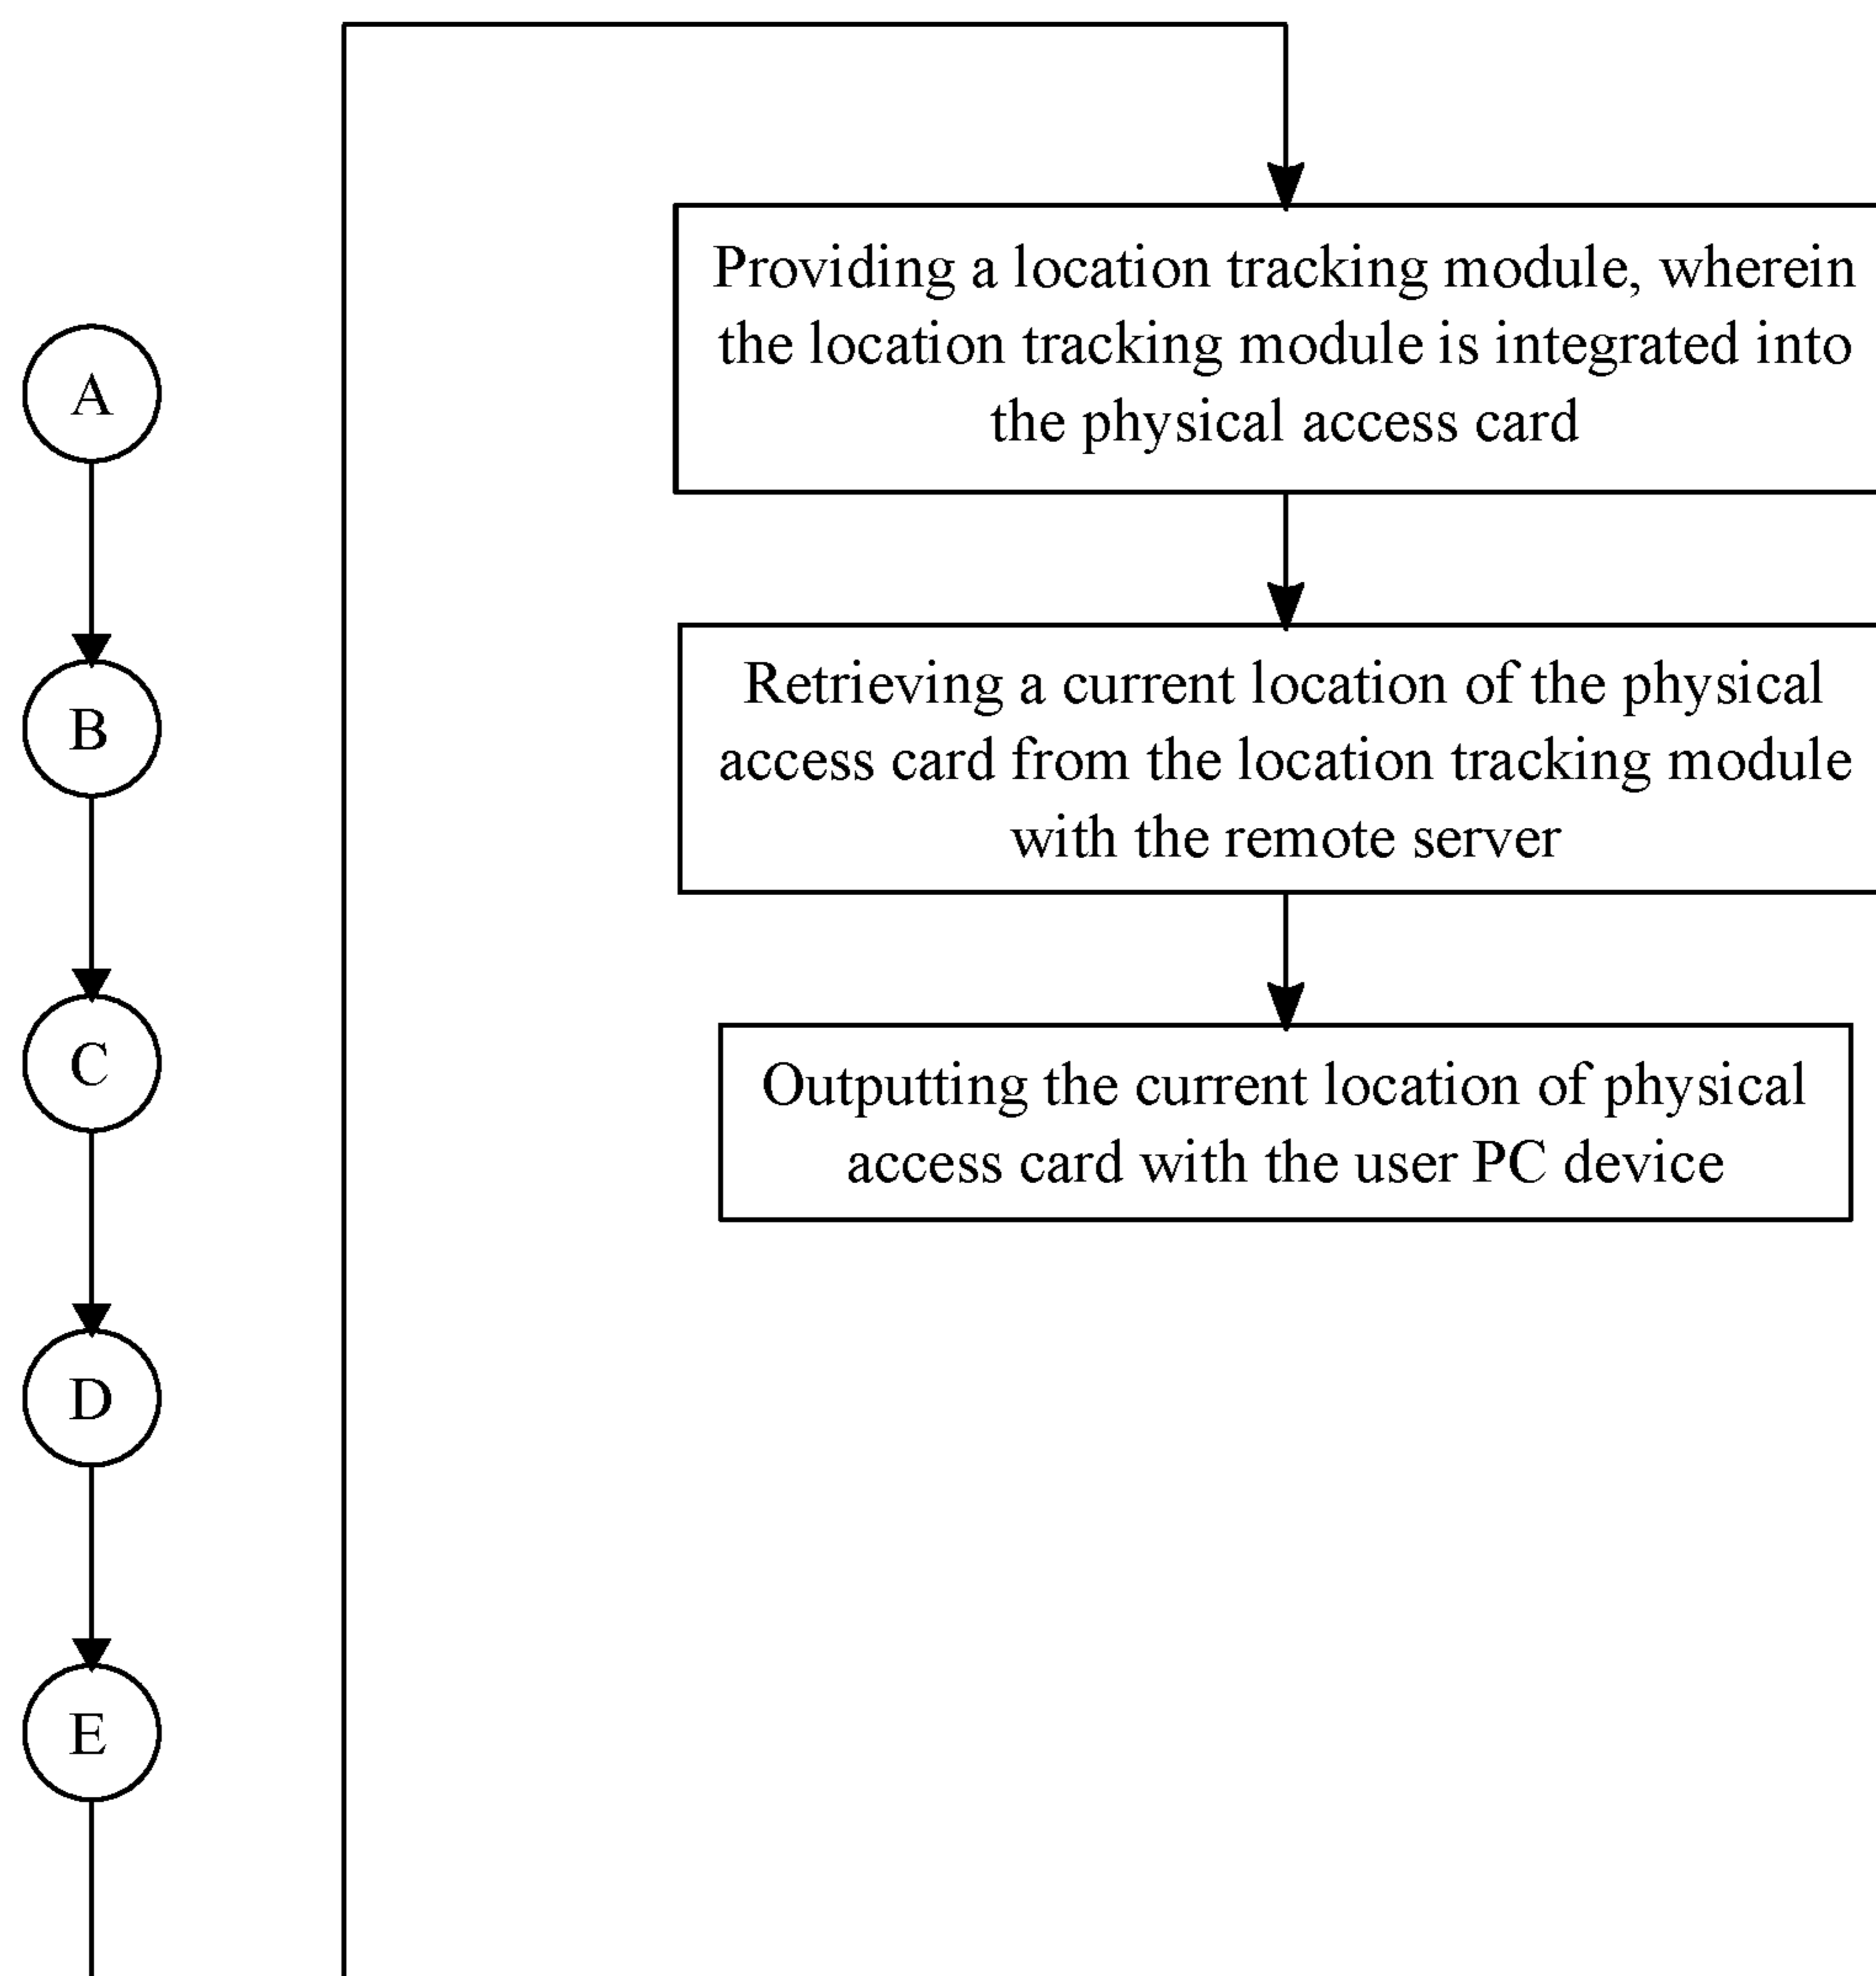 A
B
C
D
E
Providing a location tracking module, wherein
the location tracking module is integrated into
the physical access card
Retrieving a current location of the physical
access card from the location tracking module
with the remote server
Outputting the current location of physical
access card with the user PC device